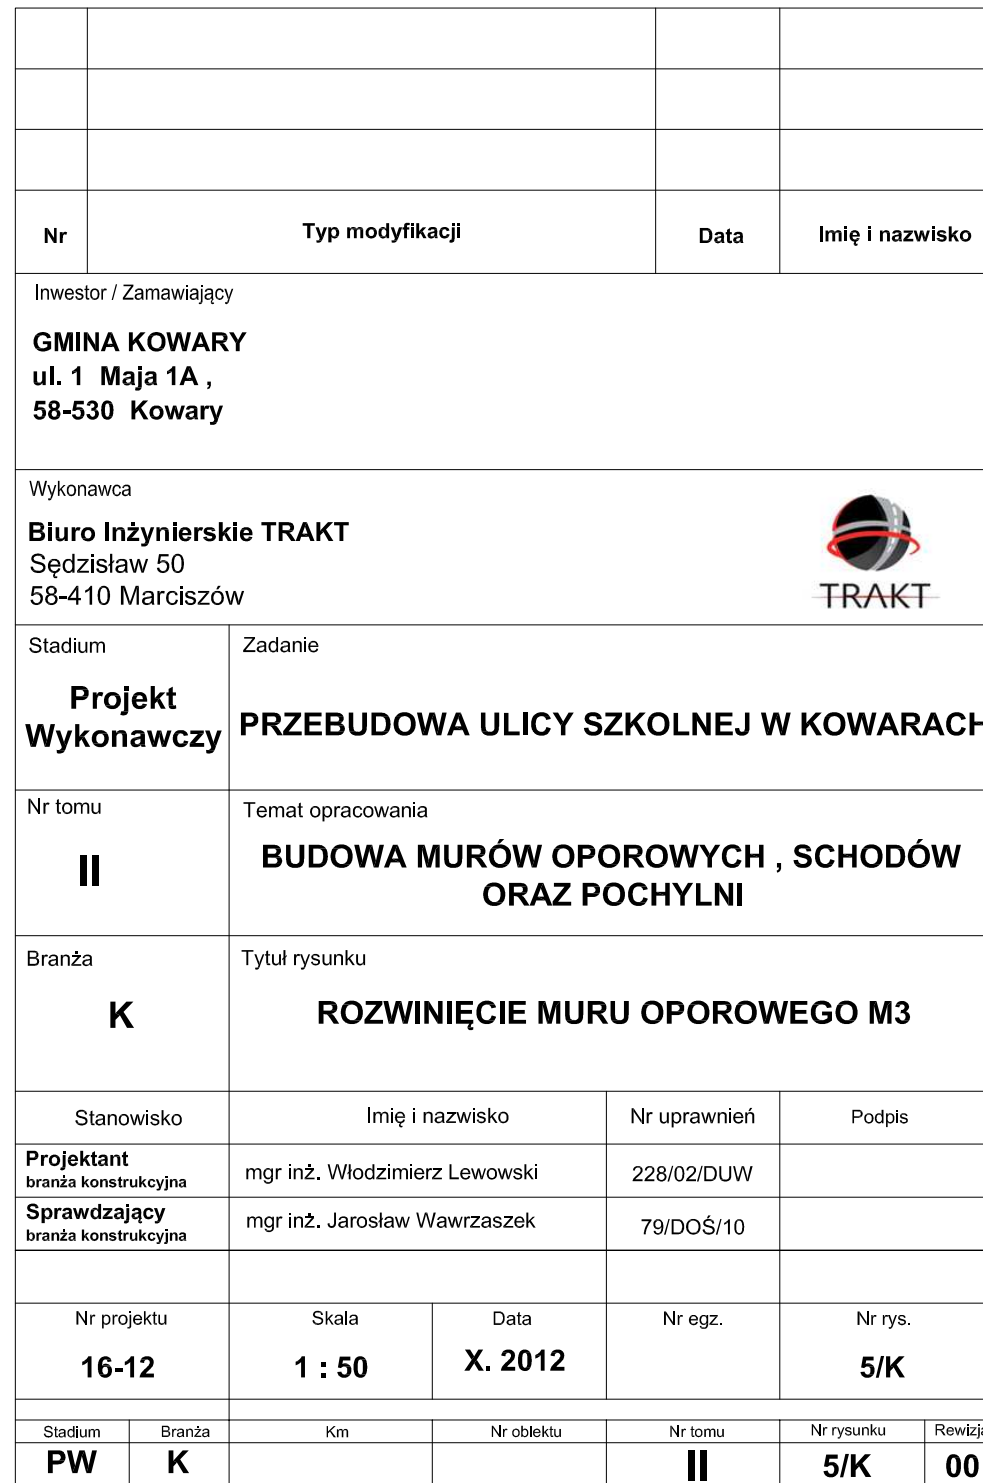 Nr Typ modyfikacji Data Imię i nazwisko
Inwestor / Zamawiający
GMINA KOWARY
ul. 1 Maja 1A ,
58-530 Kowary
Wykonawca
Biuro Inżynierskie TRAKT
Sędzisław 50
58-410 Marciszów
TRAKT
Stadium
Projekt
Wykonawczy
Zadanie
PRZEBUDOWA ULICY SZKOLNEJ W KOWARACH
Nr tomu
II
Temat opracowania
BUDOWA MURÓW OPOROWYCH , SCHODÓW
ORAZ POCHYLNI
Branża
K
Tytuł rysunku
ROZWINIĘCIE MURU OPOROWEGO M3
Stanowisko Imię i nazwisko Nr uprawnień Podpis
Projektant
branża konstrukcyjna
mgr inż. Włodzimierz Lewowski 228/02/DUW
Sprawdzający
branża konstrukcyjna
mgr inż. Jarosław Wawrzaszek 79/DOŚ/10
Nr projektu Skala Data Nr egz. Nr rys.
16-12 1 : 50 X. 2012 5/K
Stadium Branża Km Nr obIektu Nr tomu Nr rysunku Rewizja
PW K II 5/K 00